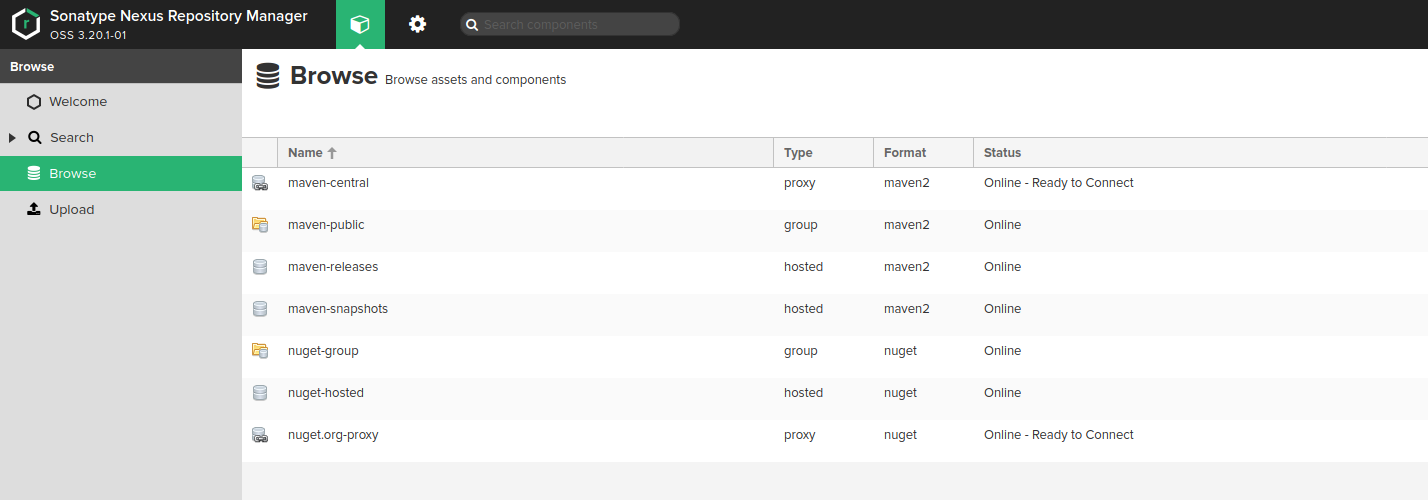 Sonatype Nexus Repository Manager
OSS 3.20.1-01
Search components
Browse
Welcome
Search
Browse
Upload
Browse Browse assets and components
Name Type Format Status
maven-central proxy maven2 Online - Ready to Connect
maven-public group maven2 Online
maven-releases hosted maven2 Online
maven-snapshots hosted maven2 Online
nuget-group group nuget Online
nuget-hosted hosted nuget Online
nuget.org-proxy proxy nuget Online - Ready to Connect